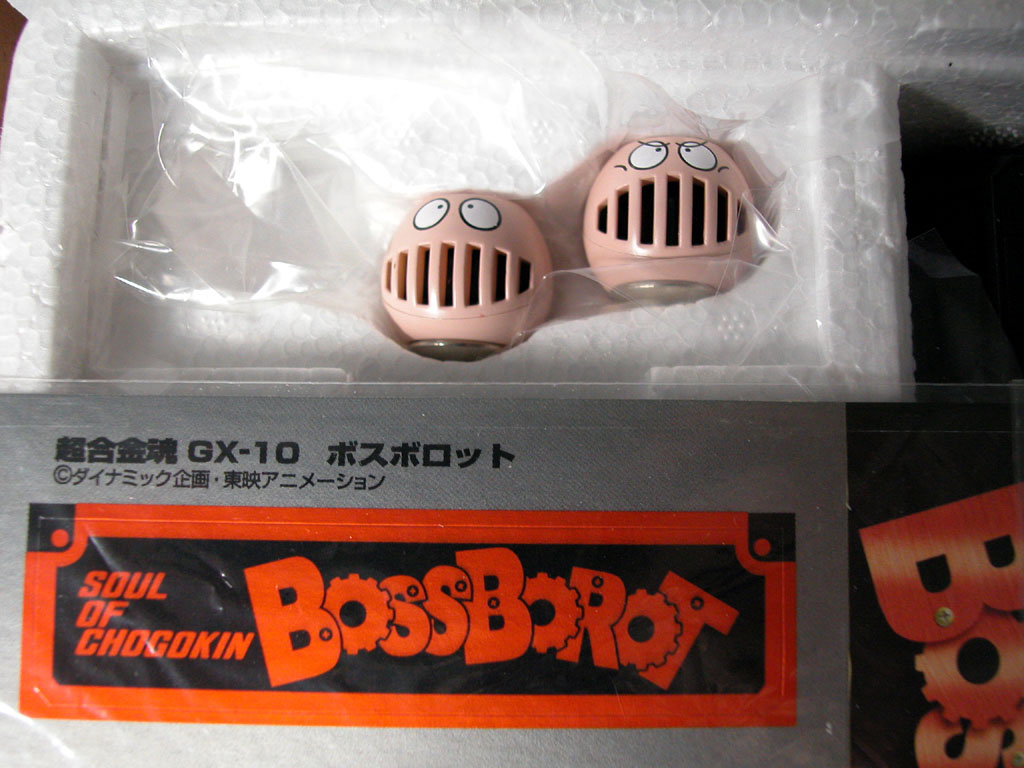 超合金魂 GX-10 ボスボロット
©ダイナミック企画・東映アニメーション
SOUL
OF
CHOGOKIN
BOSSBOROT
BOS